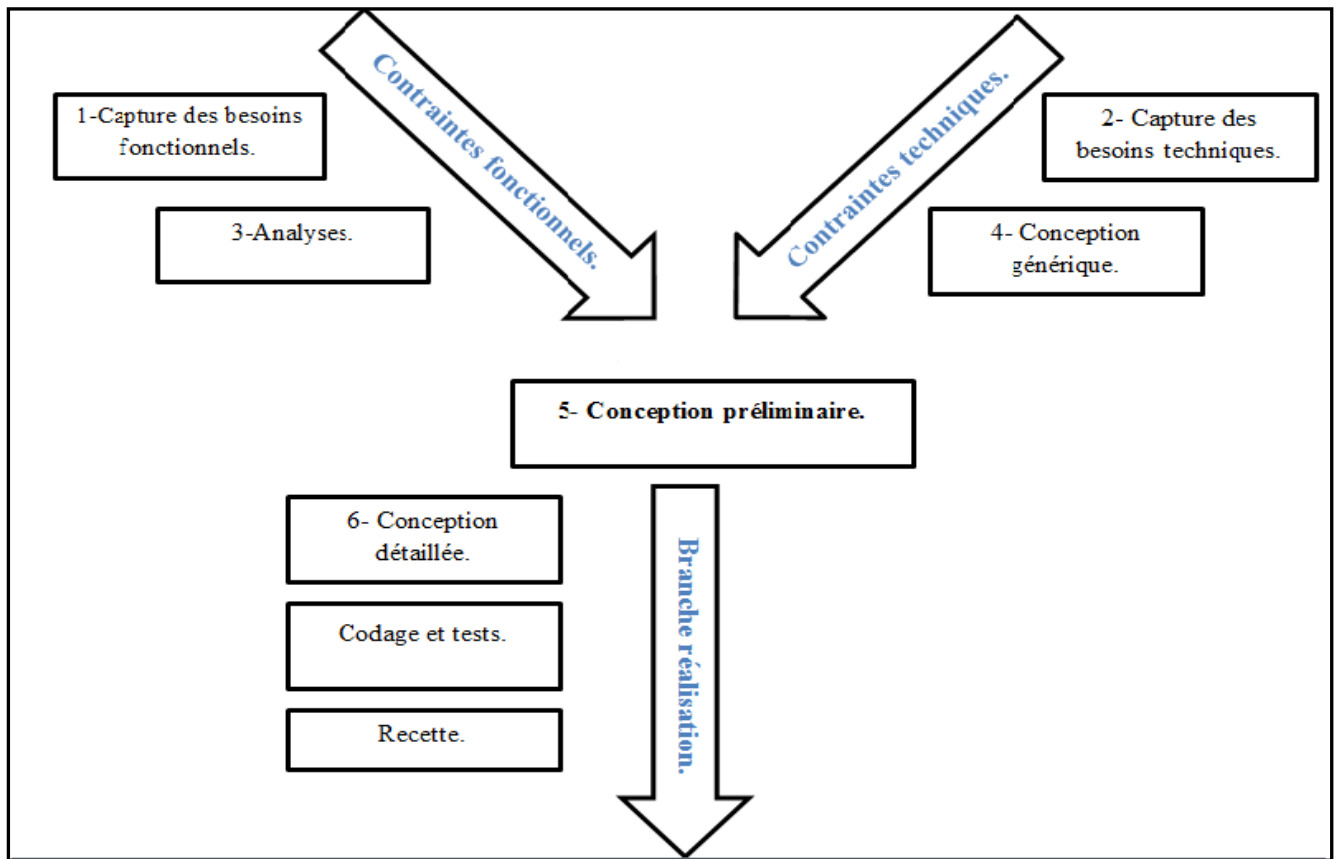 Contraintes fonctionnels.
Contraintes techniques.
1-Capture des besoins
fonctionnels.
2- Capture des
besoins techniques.
3-Analyses.
4- Conception
générique.
5- Conception préliminaire.
6- Conception
détaillée.
Codage et tests.
Recette.
Branche réalisation.